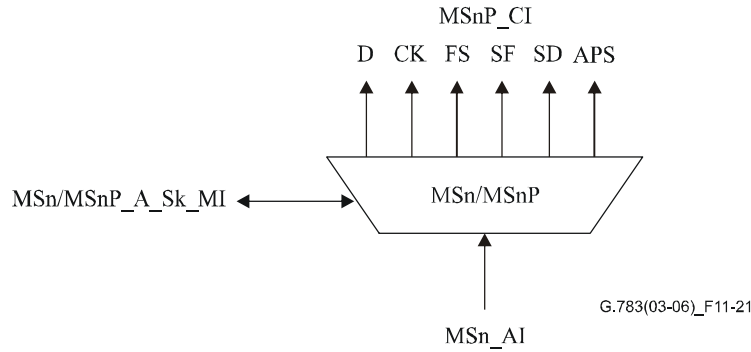 MSnP_CI
D CK FS SF SD APS
MSn/MSnP_A_Sk_MI
MSn/MSnP
G.783(03-06)_F11-21
MSn_AI